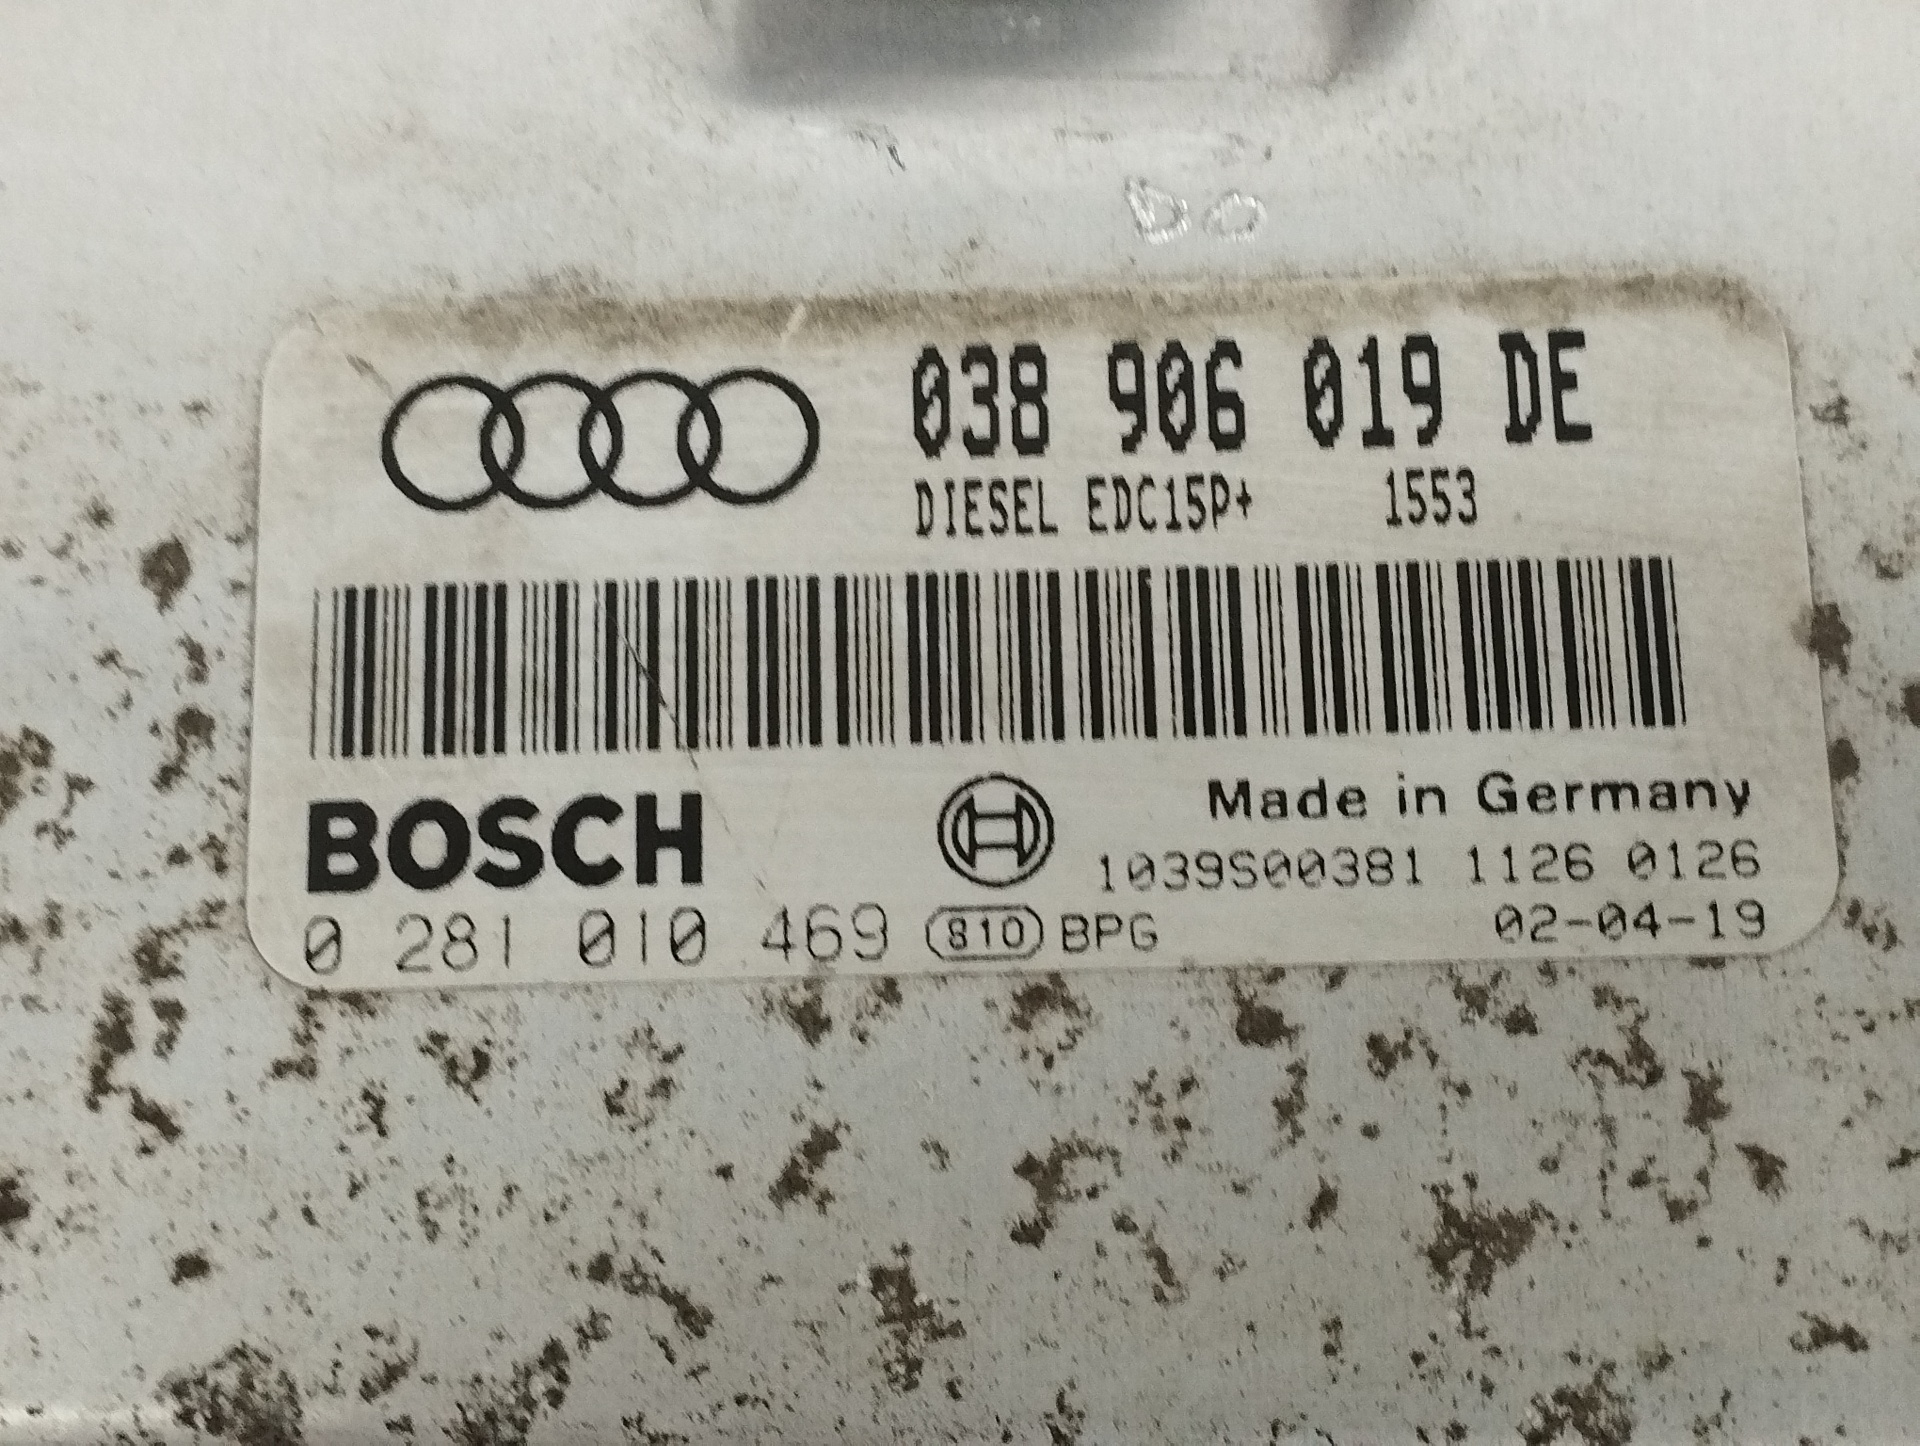 038 906 019 DE
DIESEL EDC15P+ 1553
BOSCH
Made in Germany
1039S00381 1126 0126
0 281 010 469 810 BPG 02-04-19